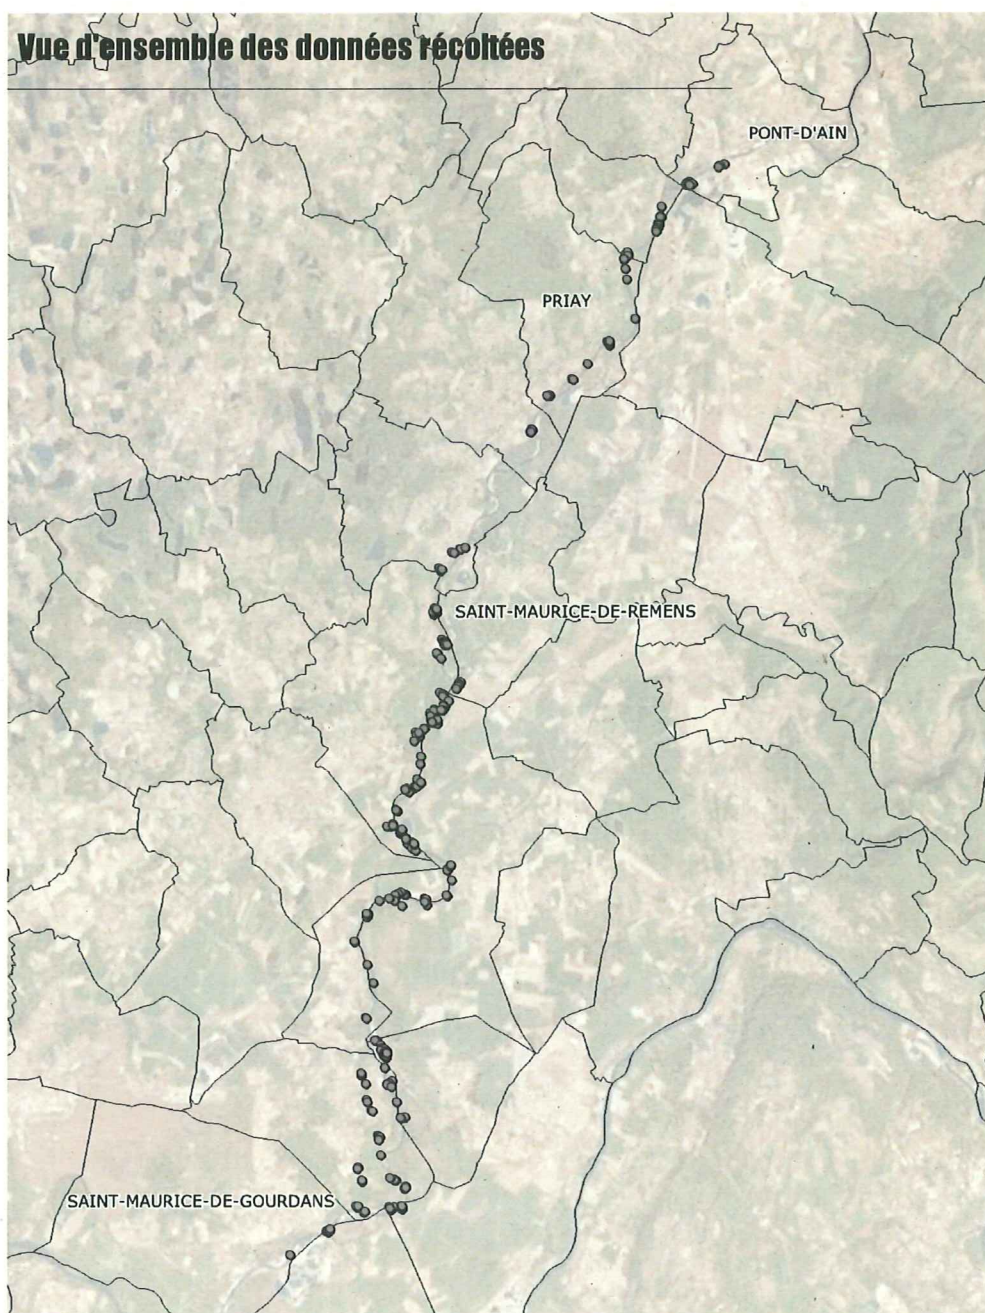 Vue d'ensemble des données récoltées
PONT-D'AIN
PRIAY
SAINT-MAURICE-DE-REMENS
SAINT-MAURICE-DE-GOURDANS